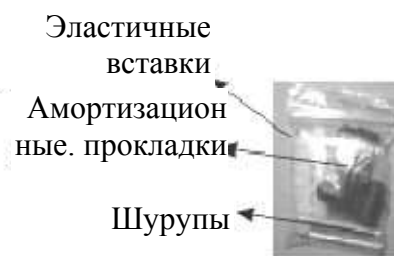 Эластичные
вставки
Амортизацион
ные. прокладки
Шурупы